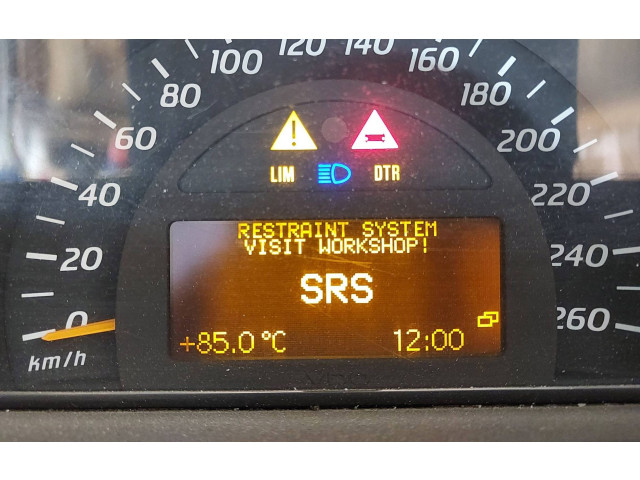 120 140
100 160
80 180
60 200
LIM DTR
40 220
RESTRAINT SYSTEM
VISIT WORKSHOP!
20 240
SRS
0 260
+85.0 °C 12:00
km/h